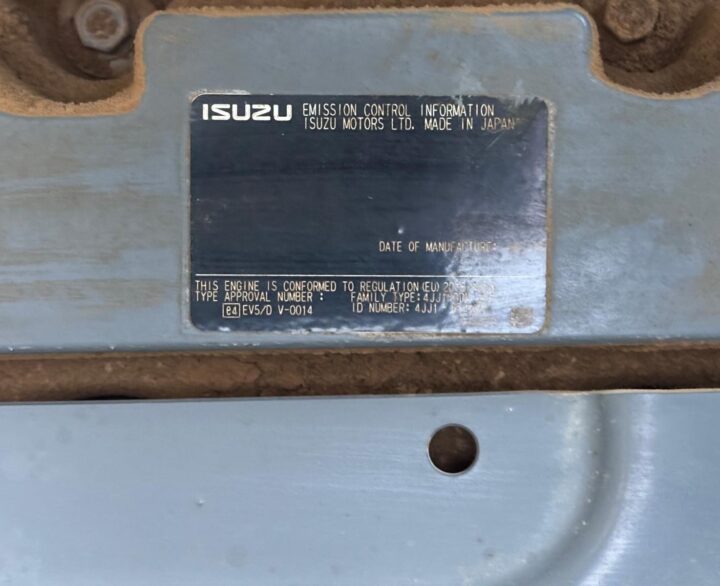 ISUZU EMISSION CONTROL INFORMATION
ISUZU MOTORS LTD. MADE IN JAPAN
DATE OF MANUFACTURE:
THIS ENGINE IS CONFORMED TO REGULATION (EU)
TYPE APPROVAL NUMBER : FAMILY TYPE:
e4 EV5/D V-0014 ID NUMBER: 4JJ1